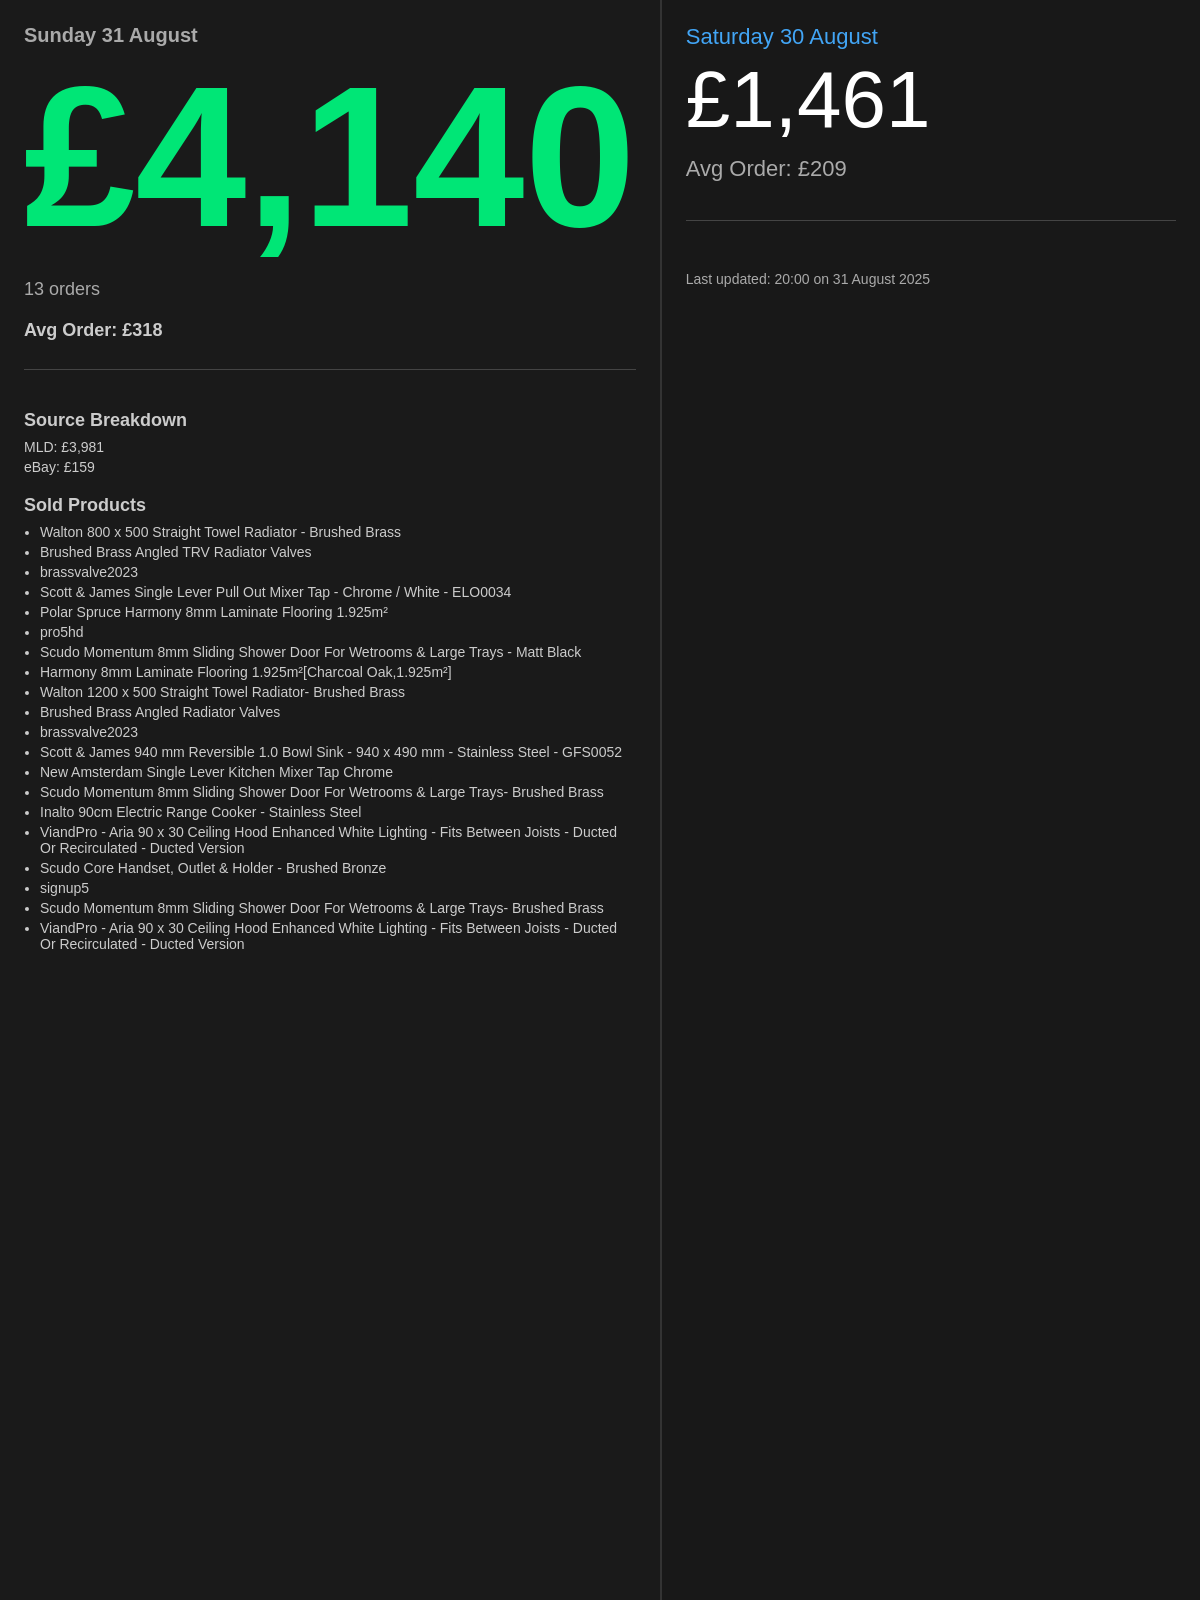 Sunday 31 August
£4,140
13 orders
Avg Order: £318
Source Breakdown
MLD: £3,981
eBay: £159
Sold Products
Walton 800 x 500 Straight Towel Radiator - Brushed Brass
Brushed Brass Angled TRV Radiator Valves
brassvalve2023
Scott & James Single Lever Pull Out Mixer Tap - Chrome / White - ELO0034
Polar Spruce Harmony 8mm Laminate Flooring 1.925m²
pro5hd
Scudo Momentum 8mm Sliding Shower Door For Wetrooms & Large Trays - Matt Black
Harmony 8mm Laminate Flooring 1.925m²[Charcoal Oak,1.925m²]
Walton 1200 x 500 Straight Towel Radiator- Brushed Brass
Brushed Brass Angled Radiator Valves
brassvalve2023
Scott & James 940 mm Reversible 1.0 Bowl Sink - 940 x 490 mm - Stainless Steel - GFS0052
New Amsterdam Single Lever Kitchen Mixer Tap Chrome
Scudo Momentum 8mm Sliding Shower Door For Wetrooms & Large Trays- Brushed Brass
Inalto 90cm Electric Range Cooker - Stainless Steel
ViandPro - Aria 90 x 30 Ceiling Hood Enhanced White Lighting - Fits Between Joists - Ducted
Or Recirculated - Ducted Version
Scudo Core Handset, Outlet & Holder - Brushed Bronze
signup5
Scudo Momentum 8mm Sliding Shower Door For Wetrooms & Large Trays- Brushed Brass
ViandPro - Aria 90 x 30 Ceiling Hood Enhanced White Lighting - Fits Between Joists - Ducted
Or Recirculated - Ducted Version
Saturday 30 August
£1,461
Avg Order: £209
Last updated: 20:00 on 31 August 2025